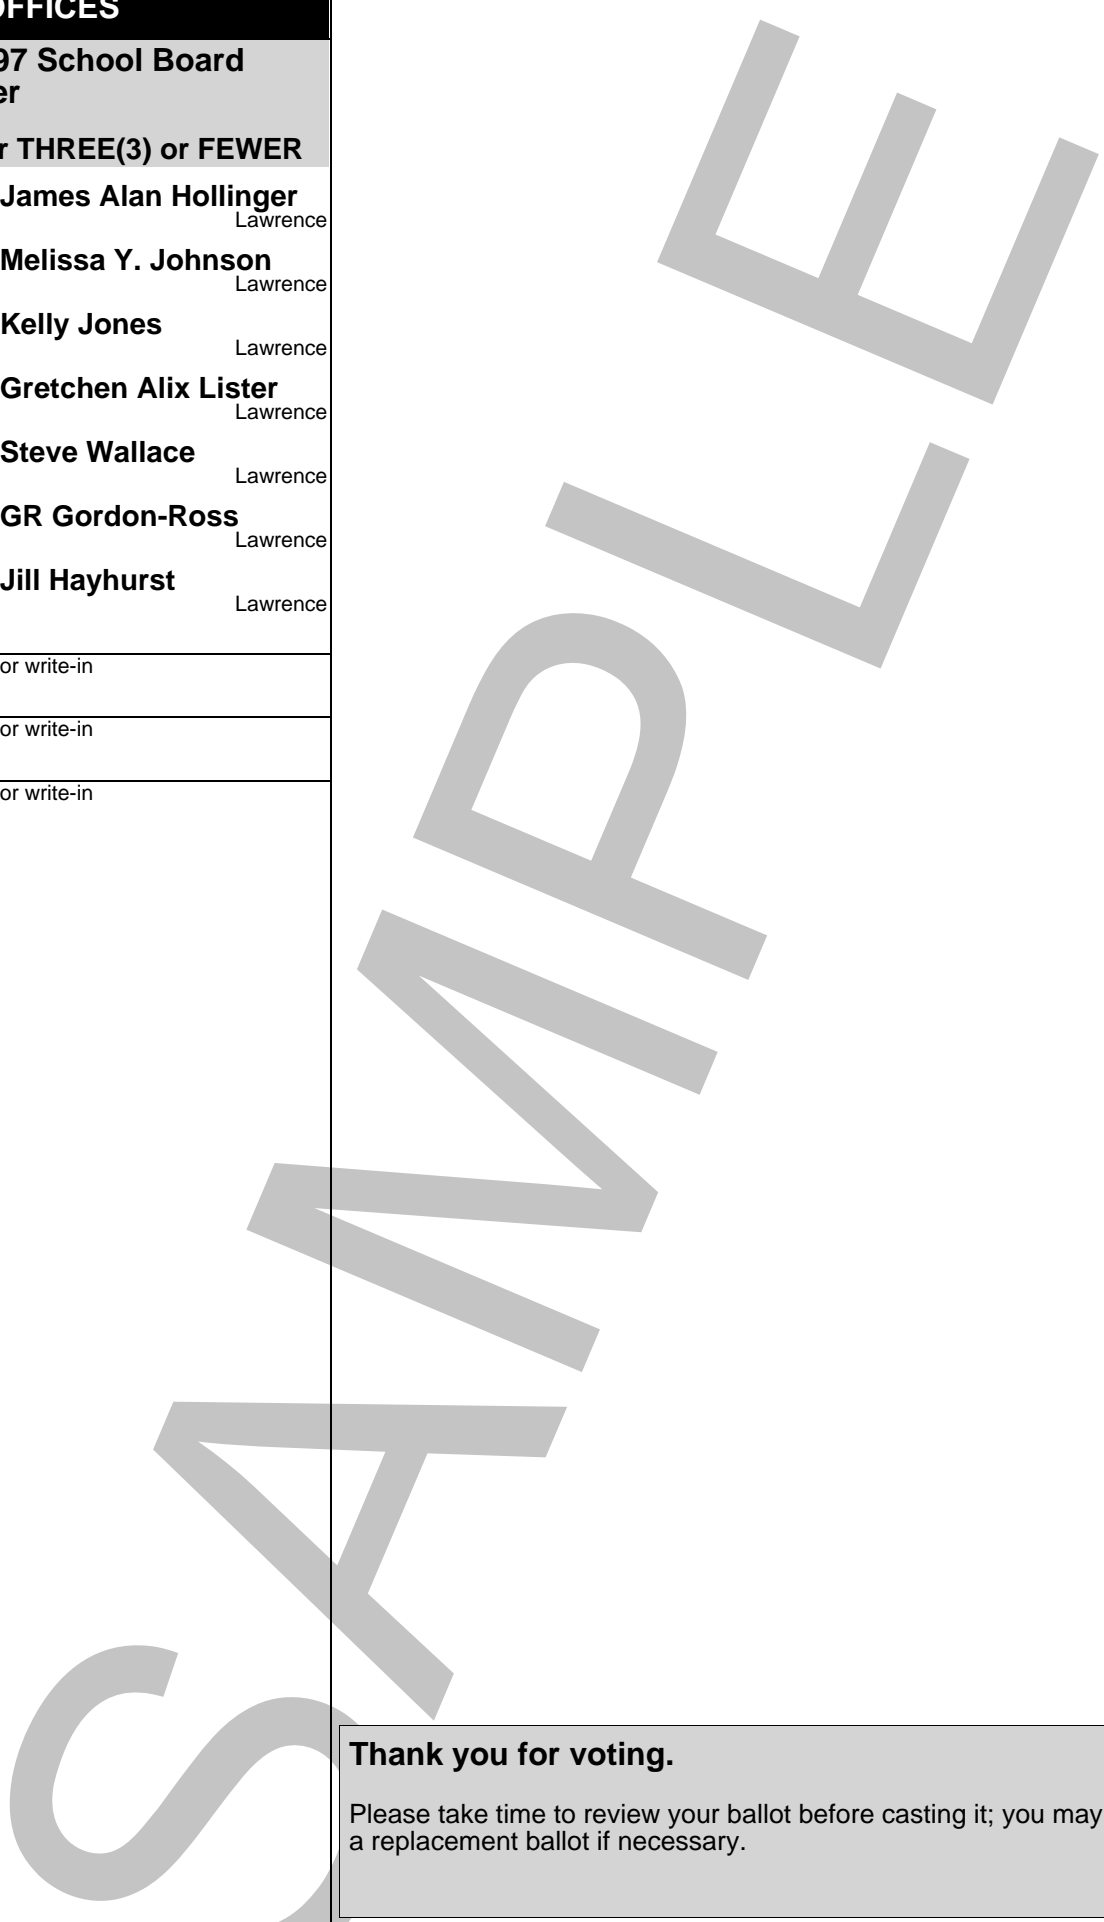 OFFICES
97 School Board
er
r THREE(3) or FEWER
James Alan Hollinger
Lawrence
Melissa Y. Johnson
Lawrence
Kelly Jones
Lawrence
Gretchen Alix Lister
Lawrence
Steve Wallace
Lawrence
GR Gordon-Ross
Lawrence
Jill Hayhurst
Lawrence
or write-in
or write-in
or write-in
SAMPLE
Thank you for voting.
Please take time to review your ballot before casting it; you may
a replacement ballot if necessary.